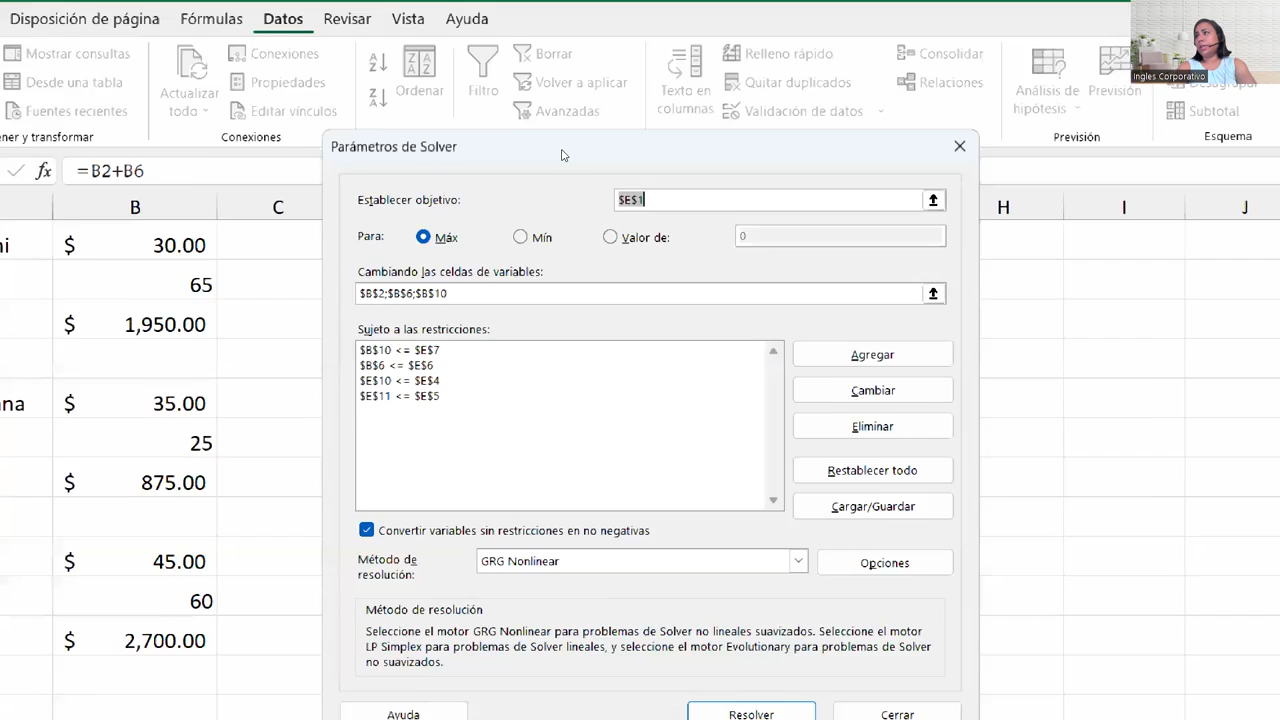 Disposición de página Fórmulas Datos Revisar Vista Ayuda
Mostrar consultas
Desde una tabla
Fuentes recientes
Actualizar
todo
Conexiones
Propiedades
Editar vínculos
Conexiones
Ordenar
Filtro
Borrar
Volver a aplicar
Avanzadas
Texto en
columnas
Relleno rápido
Quitar duplicados
Validación de datos
Consolidar
Relaciones
Análisis de
hipótesis
Previsión
Previsión
Subtotal
Esquema
Ingles Corporativo
ner y transformar
fx =B2+B6
B C H I J
ni $ 30.00
65
$ 1,950.00
ana $ 35.00
25
$ 875.00
$ 45.00
60
$ 2,700.00
Parámetros de Solver
Establecer objetivo: $E$1
Para: Máx Mín Valor de: 0
Cambiando las celdas de variables:
$B$2;$B$6;$B$10
Sujeto a las restricciones:
$B$10 <= $E$7
$B$6 <= $E$6
$E$10 <= $E$4
$E$11 <= $E$5
Agregar
Cambiar
Eliminar
Restablecer todo
Cargar/Guardar
Convertir variables sin restricciones en no negativas
Método de
resolución:
GRG Nonlinear
Opciones
Método de resolución
Seleccione el motor GRG Nonlinear para problemas de Solver no lineales suavizados. Seleccione el motor
LP Simplex para problemas de Solver lineales, y seleccione el motor Evolutionary para problemas de Solver
no suavizados.
Ayuda Resolver Cerrar